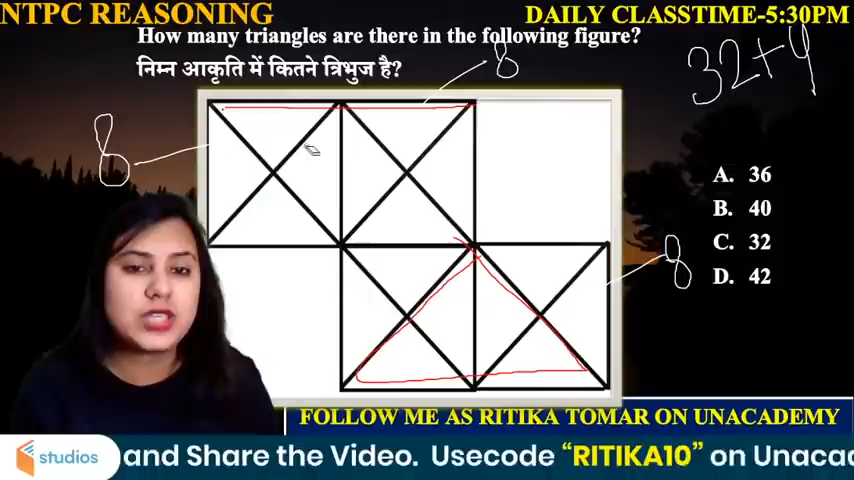 NTPC REASONING
DAILY CLASSTIME-5:30PM
How many triangles are there in the following figure?
निम्न आकृति में कितने त्रिभुज है?
8
32+4
8
A. 36
B. 40
C. 32
D. 42
8
FOLLOW ME AS RITIKA TOMAR ON UNACADEMY
studios
and Share the Video. Usecode "RITIKA10" on Unaca